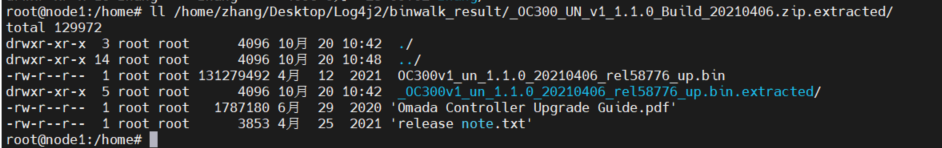 root@node1:/home# ll /home/zhang/Desktop/Log4j2/binwalk_result/_OC300_UN_v1_1.1.0_Build_20210406.zip.extracted/
total 129972
drwxr-xr-x 3 root root 4096 10月 20 10:42 ./
drwxr-xr-x 14 root root 4096 10月 20 10:48 ../
-rw-r--r-- 1 root root 131279492 4月 12 2021 OC300v1_un_1.1.0_20210406_rel58776_up.bin
drwxr-xr-x 5 root root 4096 10月 20 10:42 _OC300v1_un_1.1.0_20210406_rel58776_up.bin.extracted/
-rw-r--r-- 1 root root 1787180 6月 29 2020 'Omada Controller Upgrade Guide.pdf'
-rw-r--r-- 1 root root 3853 4月 25 2021 'release note.txt'
root@node1:/home#